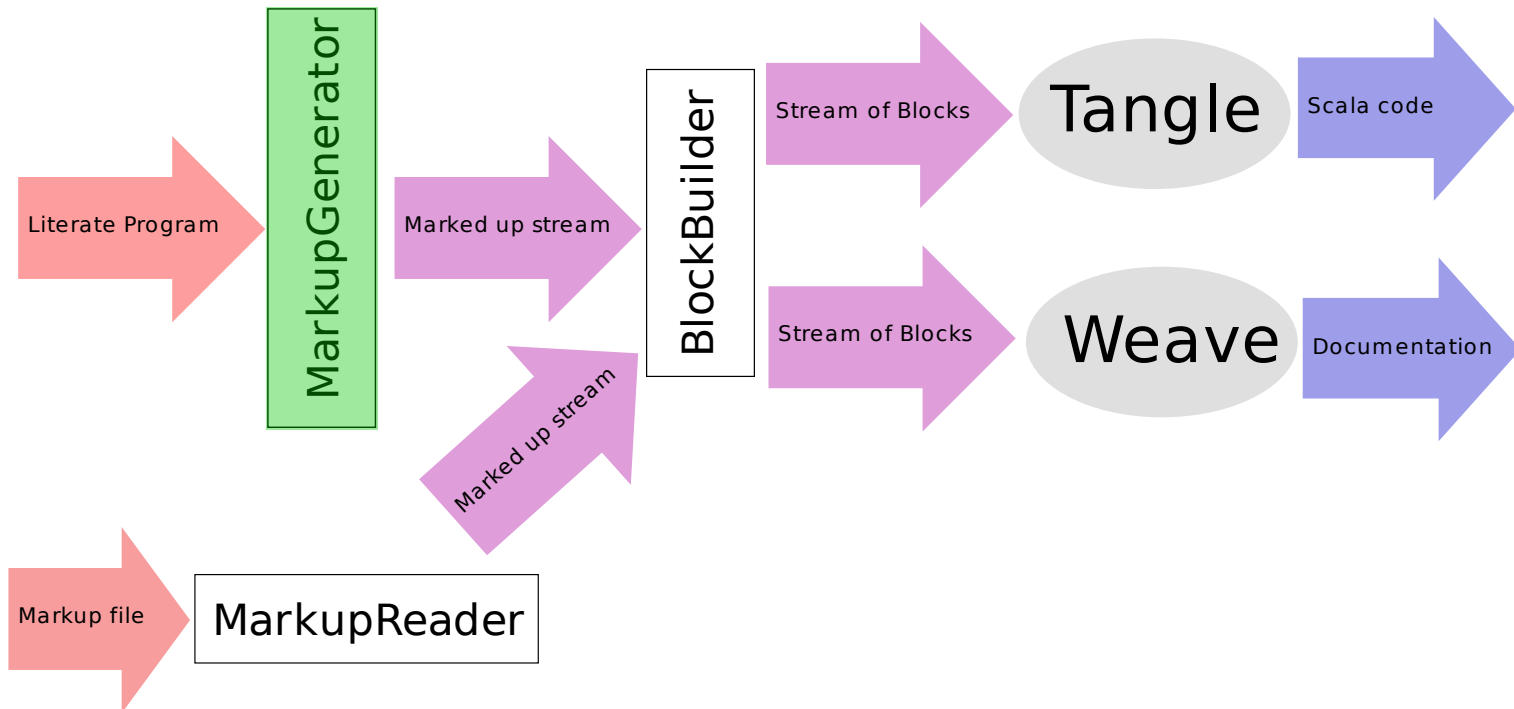 Literate Program
MarkupGenerator
Marked up stream
BlockBuilder
Stream of Blocks
Tangle
Scala code
Stream of Blocks
Weave
Documentation
Marked up stream
Markup file
MarkupReader